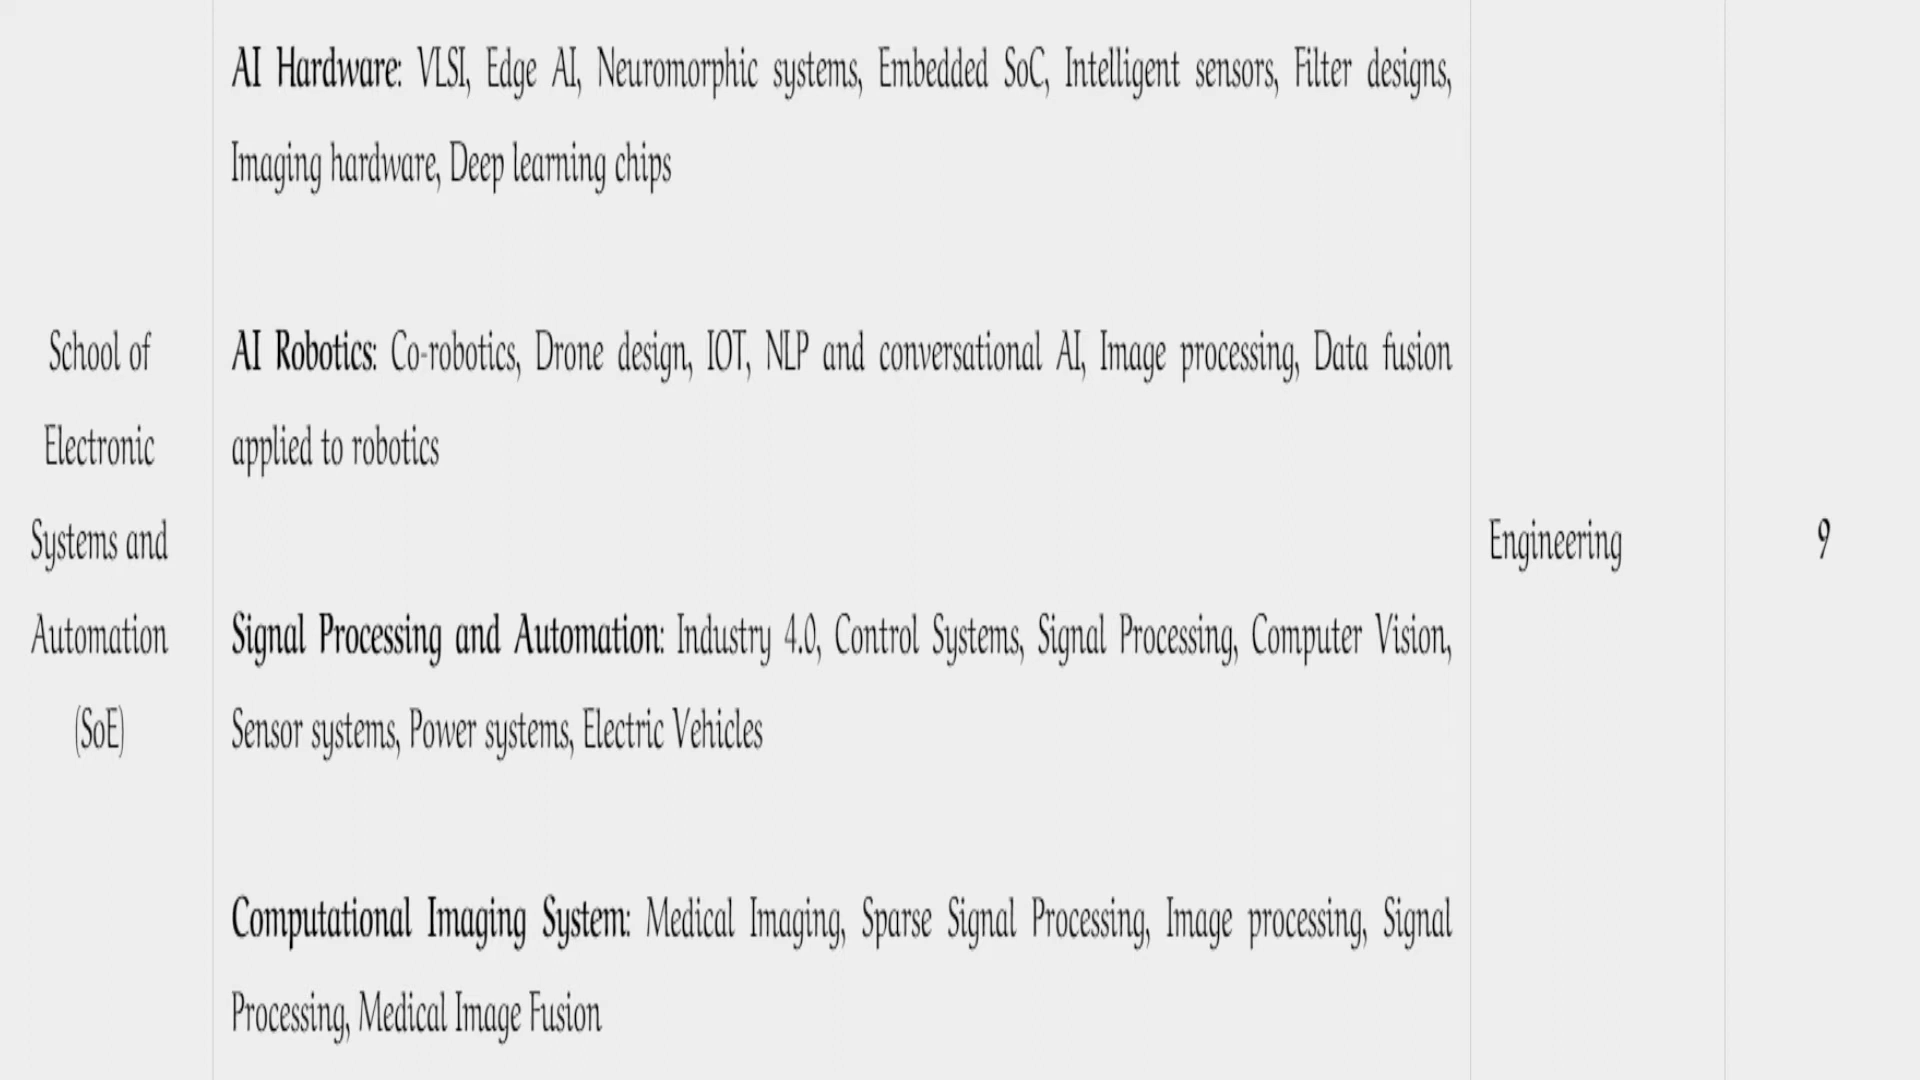 School of
Electronic
Systems and
Automation
(SoE)
AI Hardware: VLSI, Edge AI, Neuromorphic systems, Embedded SoC, Intelligent sensors, Filter designs,
Imaging hardware, Deep learning chips
AI Robotics: Co-robotics, Drone design, IOT, NLP and conversational AI, Image processing, Data fusion
applied to robotics
Signal Processing and Automation: Industry 4.0, Control Systems, Signal Processing, Computer Vision,
Sensor systems, Power systems, Electric Vehicles
Computational Imaging System: Medical Imaging, Sparse Signal Processing, Image processing, Signal
Processing, Medical Image Fusion
Engineering
9